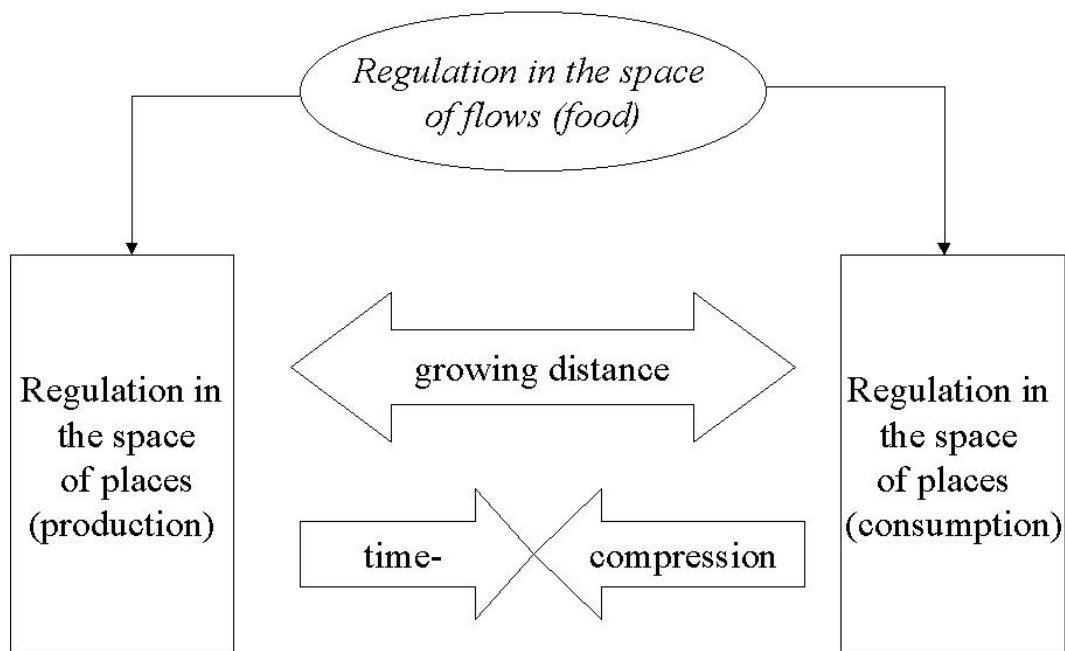 Regulation in the space
of flows (food)
Regulation in
the space
of places
(production)
growing distance
time-
compression
Regulation in
the space
of places
(consumption)